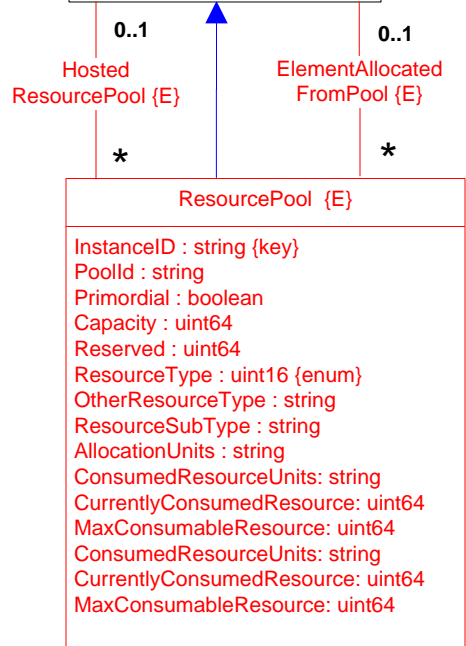 0..1
0..1
Hosted
ResourcePool {E}
ElementAllocated
FromPool {E}
*
*
ResourcePool {E}
InstanceID : string {key}
PoolId : string
Primordial : boolean
Capacity : uint64
Reserved : uint64
ResourceType : uint16 {enum}
OtherResourceType : string
ResourceSubType : string
AllocationUnits : string
ConsumedResourceUnits: string
CurrentlyConsumedResource: uint64
MaxConsumableResource: uint64
ConsumedResourceUnits: string
CurrentlyConsumedResource: uint64
MaxConsumableResource: uint64